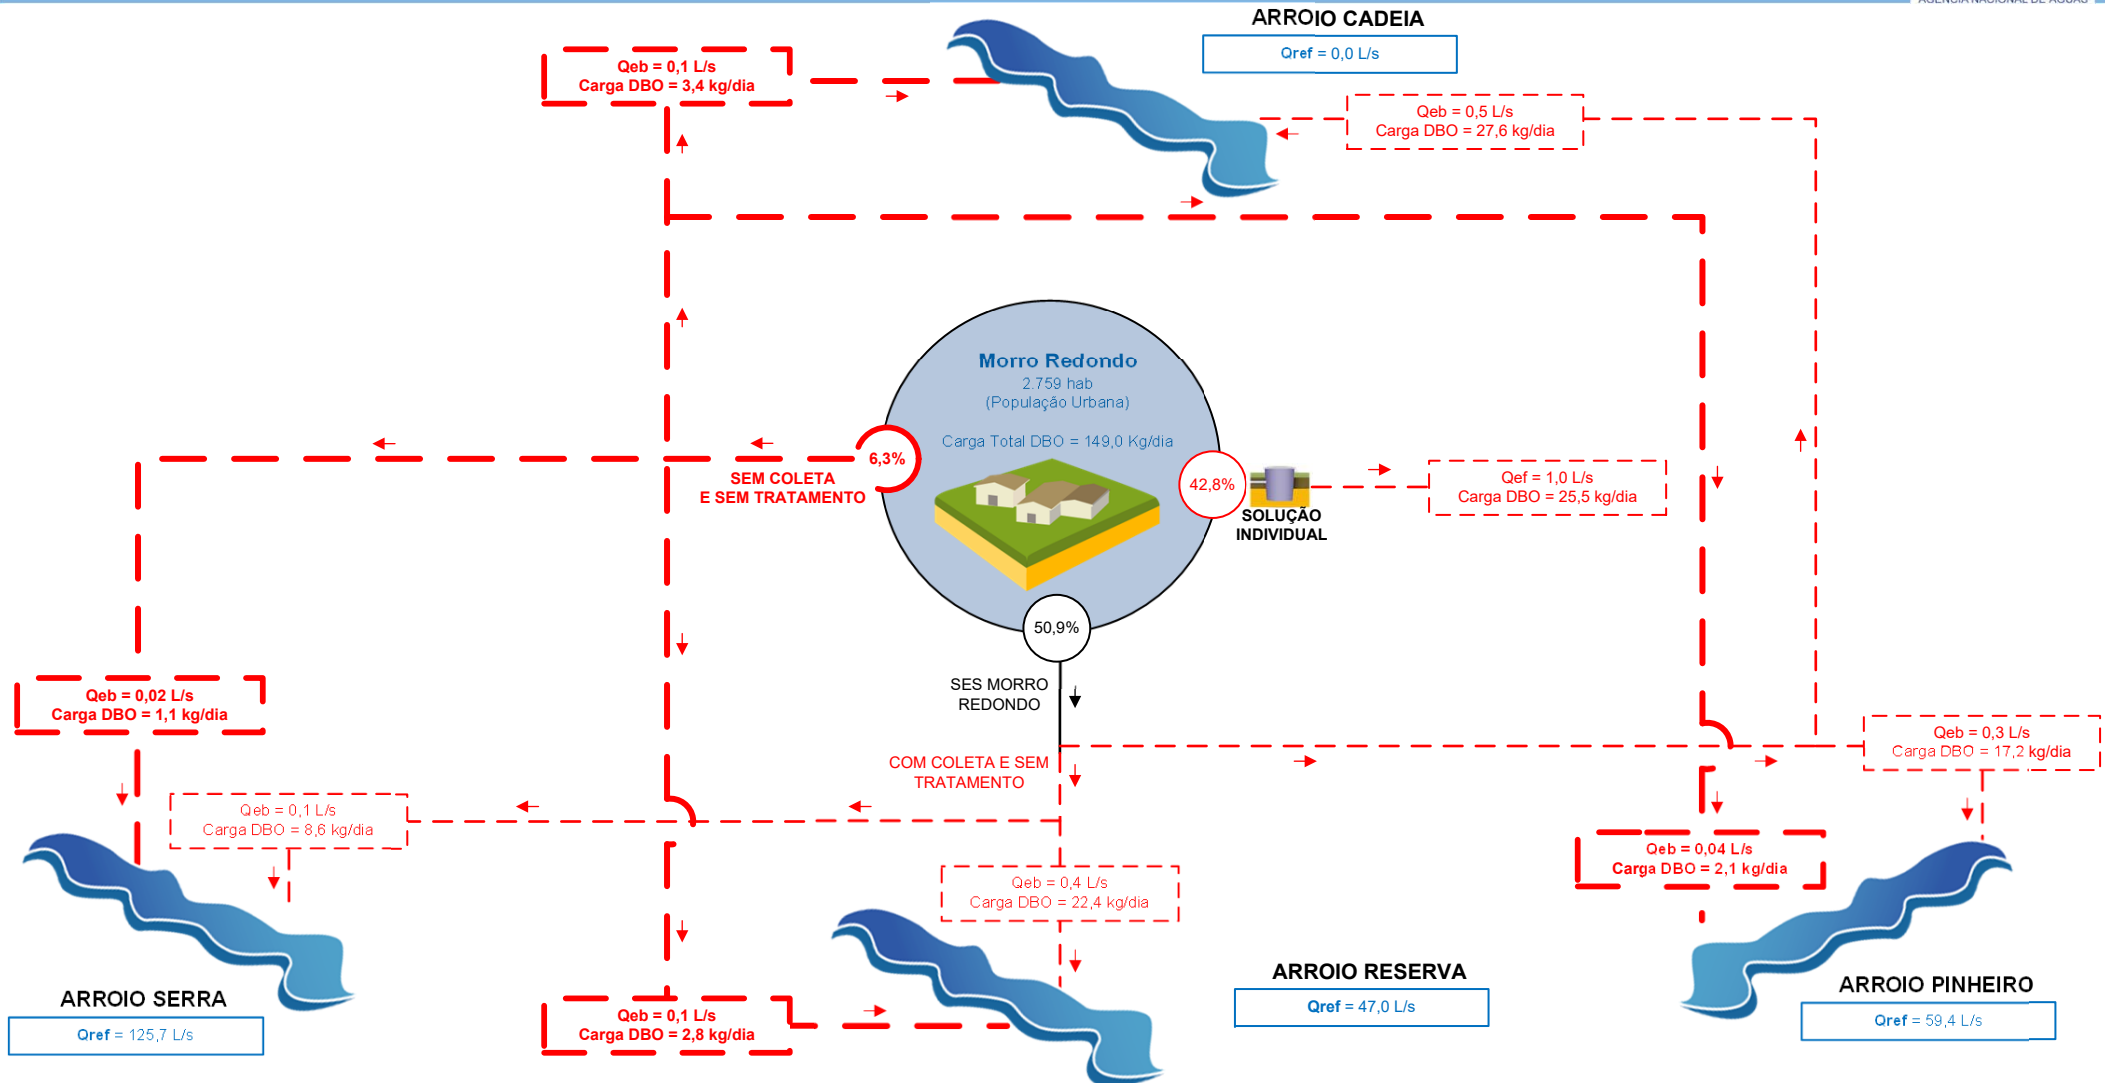 AGÊNCIA NACIONAL DE ÁGUAS
ARROIO CADEIA
Qref = 0,0 L/s
Qeb = 0,1 L/s
Carga DBO = 3,4 kg/dia
Qeb = 0,5 L/s
Carga DBO = 27,6 kg/dia
Morro Redondo
2.759 hab
(População Urbana)
Carga Total DBO = 149,0 Kg/dia
6,3%
SEM COLETA
E SEM TRATAMENTO
42,8%
SOLUÇÃO
INDIVIDUAL
Qef = 1,0 L/s
Carga DBO = 25,5 kg/dia
50,9%
SES MORRO
REDONDO
COM COLETA E SEM
TRATAMENTO
Qeb = 0,02 L/s
Carga DBO = 1,1 kg/dia
Qeb = 0,1 L/s
Carga DBO = 8,6 kg/dia
Qeb = 0,3 L/s
Carga DBO = 17,2 kg/dia
Qeb = 0,04 L/s
Carga DBO = 2,1 kg/dia
Qeb = 0,4 L/s
Carga DBO = 22,4 kg/dia
ARROIO SERRA
Qref = 125,7 L/s
Qeb = 0,1 L/s
Carga DBO = 2,8 kg/dia
ARROIO RESERVA
Qref = 47,0 L/s
ARROIO PINHEIRO
Qref = 59,4 L/s